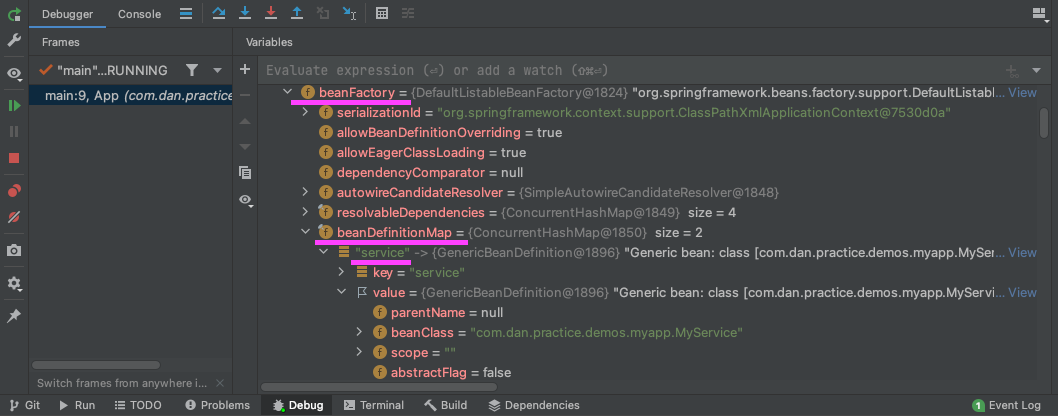 Debugger Console
Frames
Variables
"main"...RUNNING
Evaluate expression (⏎) or add a watch (⇧⌘⏎)
main:9, App (com.dan.practice
beanFactory = {DefaultListableBeanFactory@1824} "org.springframework.beans.factory.support.DefaultListab... View
serializationId = "org.springframework.context.support.ClassPathXmlApplicationContext@7530d0a"
allowBeanDefinitionOverriding = true
allowEagerClassLoading = true
dependencyComparator = null
autowireCandidateResolver = {SimpleAutowireCandidateResolver@1848}
resolvableDependencies = {ConcurrentHashMap@1849} size = 4
beanDefinitionMap = {ConcurrentHashMap@1850} size = 2
"service" -> {GenericBeanDefinition@1896} "Generic bean: class [com.dan.practice.demos.myapp.MySe... View
key = "service"
value = {GenericBeanDefinition@1896} "Generic bean: class [com.dan.practice.demos.myapp.MyServi... View
parentName = null
beanClass = "com.dan.practice.demos.myapp.MyService"
scope = ""
abstractFlag = false
Switch frames from anywhere i...
Git Run TODO Problems Debug Terminal Build Dependencies 1 Event Log